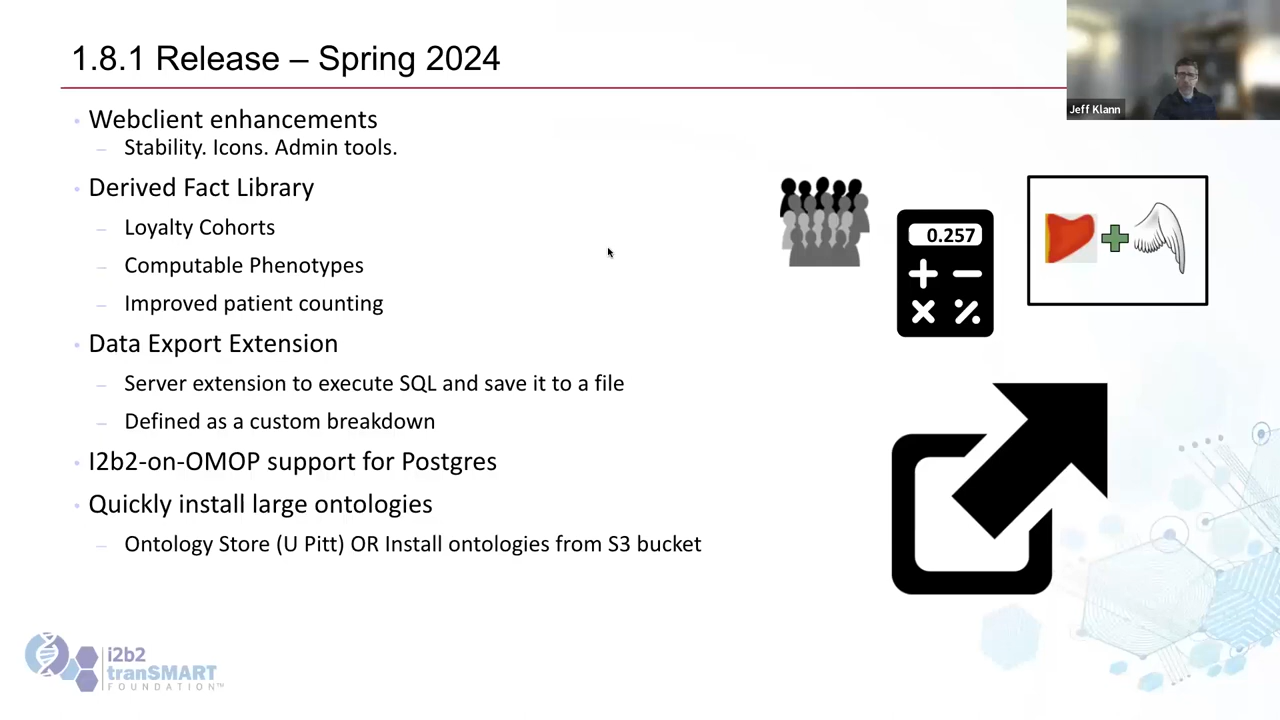 1.8.1 Release – Spring 2024
Jeff Klann
• Webclient enhancements
– Stability. Icons. Admin tools.
• Derived Fact Library
– Loyalty Cohorts
– Computable Phenotypes
– Improved patient counting
0.257
• Data Export Extension
– Server extension to execute SQL and save it to a file
– Defined as a custom breakdown
• I2b2-on-OMOP support for Postgres
• Quickly install large ontologies
– Ontology Store (U Pitt) OR Install ontologies from S3 bucket
i2b2
tranSMART
FOUNDATION™